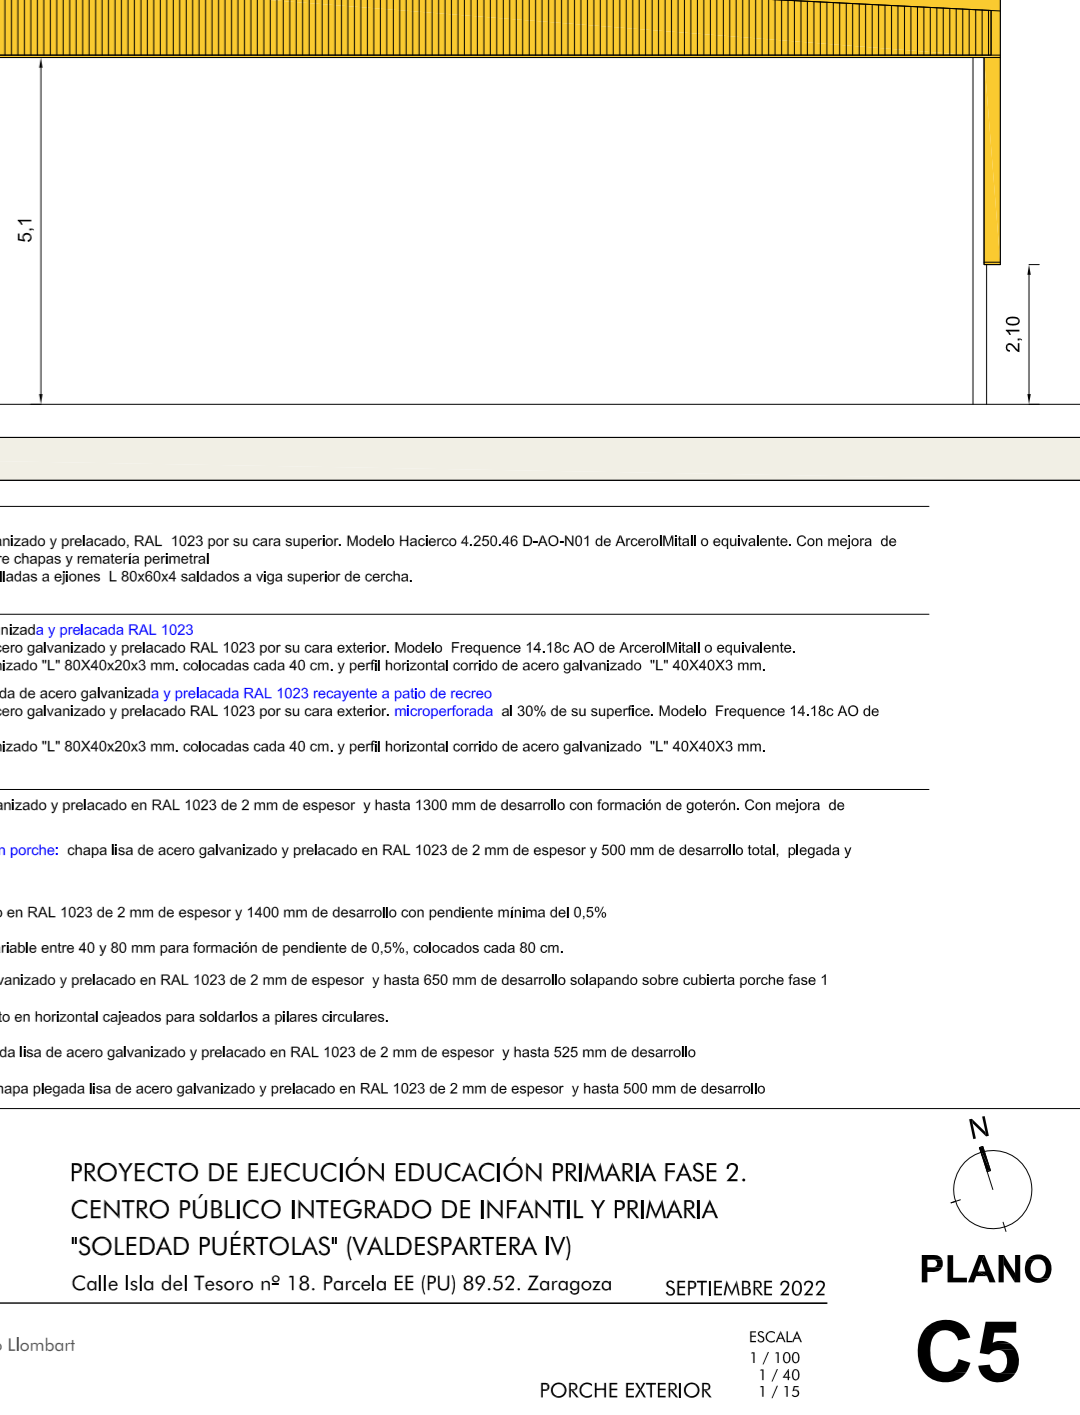 5,1
2,10
nizado y prelacado, RAL 1023 por su cara superior. Modelo Hacierco 4.250.46 D-AO-N01 de ArcerolMitall o equivalente. Con mejora de
re chapas y rematería perimetral
lladas a ejiones L 80x60x4 saldados a viga superior de cercha.
nizada y prelacada RAL 1023
cero galvanizado y prelacado RAL 1023 por su cara exterior. Modelo Frequence 14.18c AO de ArcerolMitall o equivalente.
nizado "L" 80X40x20x3 mm. colocadas cada 40 cm. y perfil horizontal corrido de acero galvanizado "L" 40X40X3 mm.
da de acero galvanizada y prelacada RAL 1023 recayente a patio de recreo
cero galvanizado y prelacado RAL 1023 por su cara exterior. microperforada al 30% de su superfice. Modelo Frequence 14.18c AO de
nizado "L" 80X40x20x3 mm. colocadas cada 40 cm. y perfil horizontal corrido de acero galvanizado "L" 40X40X3 mm.
anizado y prelacado en RAL 1023 de 2 mm de espesor y hasta 1300 mm de desarrollo con formación de goterón. Con mejora de
n porche: chapa lisa de acero galvanizado y prelacado en RAL 1023 de 2 mm de espesor y 500 mm de desarrollo total, plegada y
o en RAL 1023 de 2 mm de espesor y 1400 mm de desarrollo con pendiente mínima del 0,5%
riable entre 40 y 80 mm para formación de pendiente de 0,5%, colocados cada 80 cm.
vanizado y prelacado en RAL 1023 de 2 mm de espesor y hasta 650 mm de desarrollo solapando sobre cubierta porche fase 1
to en horizontal cajeados para soldarlos a pilares circulares.
da lisa de acero galvanizado y prelacado en RAL 1023 de 2 mm de espesor y hasta 525 mm de desarrollo
hapa plegada lisa de acero galvanizado y prelacado en RAL 1023 de 2 mm de espesor y hasta 500 mm de desarrollo
N
PROYECTO DE EJECUCIÓN EDUCACIÓN PRIMARIA FASE 2.
CENTRO PÚBLICO INTEGRADO DE INFANTIL Y PRIMARIA
"SOLEDAD PUÉRTOLAS" (VALDESPARTERA IV)
Calle Isla del Tesoro nº 18. Parcela EE (PU) 89.52. Zaragoza SEPTIEMBRE 2022
PLANO
C5
o Llombart
ESCALA
1 / 100
1 / 40
PORCHE EXTERIOR 1 / 15